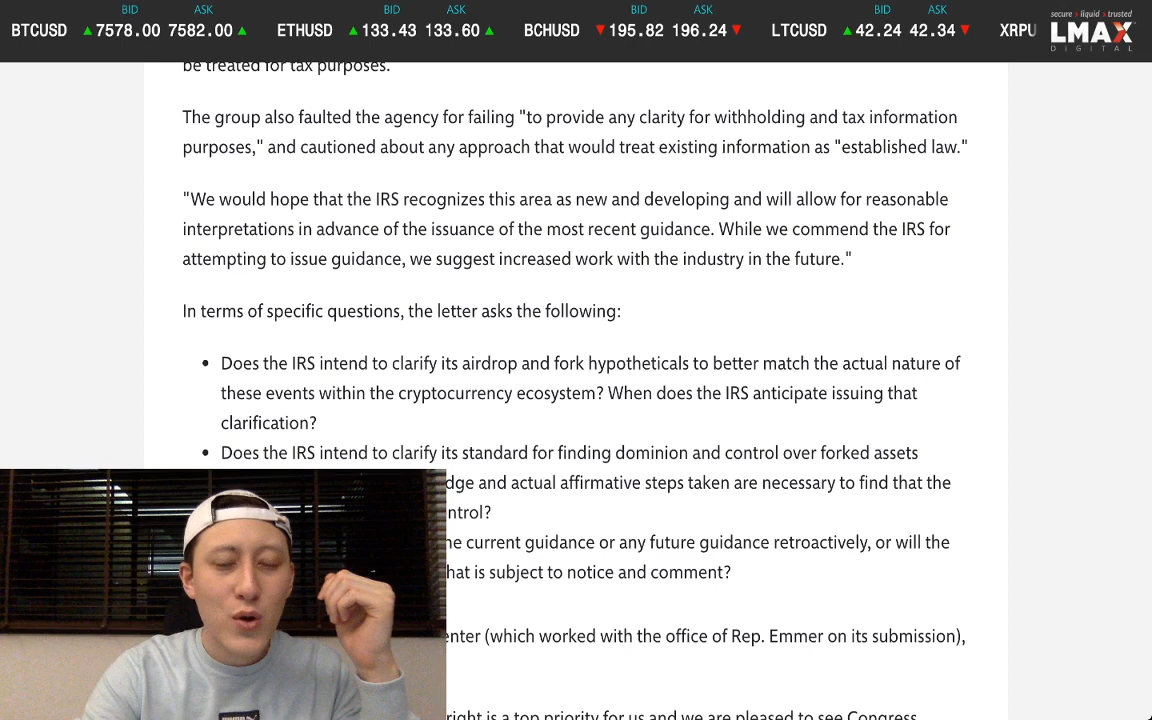 BID ASK BID ASK BID ASK BID ASK
BTCUSD 7578.00 7582.00 ETHUSD 133.43 133.60 BCHUSD 195.82 196.24 LTCUSD 42.24 42.34 XRPU
secure liquid trusted
LMAX
DIGITAL
be treated for tax purposes.
The group also faulted the agency for failing "to provide any clarity for withholding and tax information
purposes," and cautioned about any approach that would treat existing information as "established law."
"We would hope that the IRS recognizes this area as new and developing and will allow for reasonable
interpretations in advance of the issuance of the most recent guidance. While we commend the IRS for
attempting to issue guidance, we suggest increased work with the industry in the future."
In terms of specific questions, the letter asks the following:
• Does the IRS intend to clarify its airdrop and fork hypotheticals to better match the actual nature of
these events within the cryptocurrency ecosystem? When does the IRS anticipate issuing that
clarification?
• Does the IRS intend to clarify its standard for finding dominion and control over forked assets
dge and actual affirmative steps taken are necessary to find that the
ntrol?
he current guidance or any future guidance retroactively, or will the
hat is subject to notice and comment?
enter (which worked with the office of Rep. Emmer on its submission),
right is a top priority for us and we are pleased to see Congress